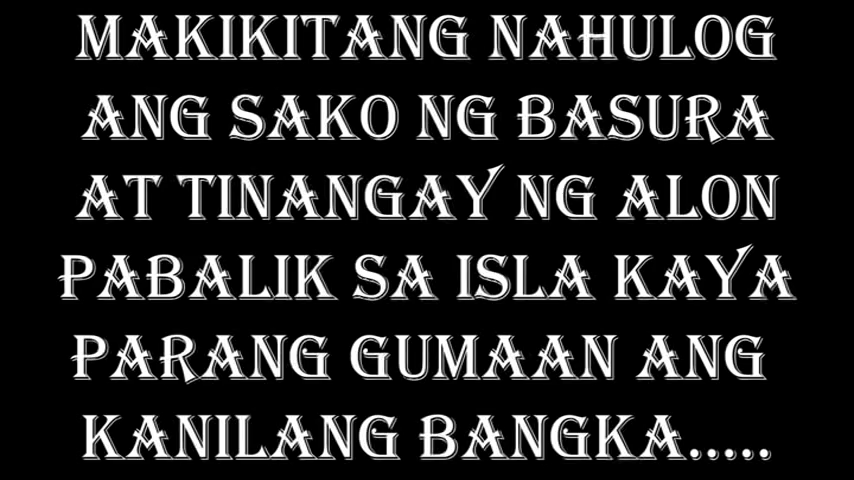 MAKIKITANG NAHULOG
ANG SAKO NG BASURA
AT TINANGAY NG ALON
PABALIK SA ISLA KAYA
PARANG GUMAAN ANG
KANILANG BANGKA.....